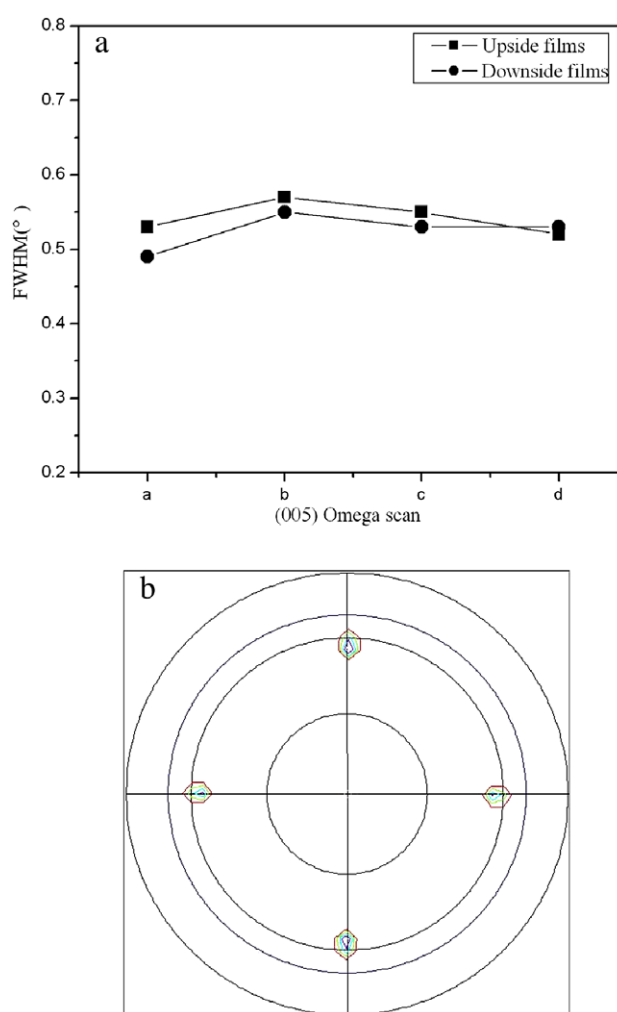 a
Upside films
Downside films
0.8
0.7
0.6
0.5
0.4
0.3
0.2
FWHM(° )
a b c d
(005) Omega scan
b